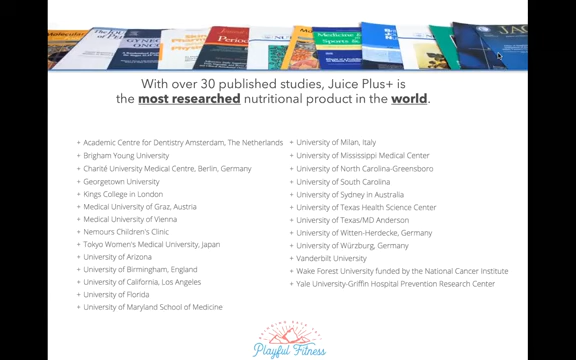 With over 30 published studies, Juice Plus+ is
the most researched nutritional product in the world.
+ Academic Centre for Dentistry Amsterdam, The Netherlands
+ Brigham Young University
+ Charité University Medical Centre, Berlin, Germany
+ Georgetown University
+ Kings College in London
+ Medical University of Graz, Austria
+ Medical University of Vienna
+ Nemours Children's Clinic
+ Tokyo Women's Medical University, Japan
+ University of Arizona
+ University of Birmingham, England
+ University of California, Los Angeles
+ University of Florida
+ University of Maryland School of Medicine
+ University of Milan, Italy
+ University of Mississippi Medical Center
+ University of North Carolina-Greensboro
+ University of South Carolina
+ University of Sydney in Australia
+ University of Texas Health Science Center
+ University of Texas/MD Anderson
+ University of Witten-Herdecke, Germany
+ University of Würzburg, Germany
+ Vanderbilt University
+ Wake Forest University funded by the National Cancer Institute
+ Yale University-Griffin Hospital Prevention Research Center
Playful Fitness